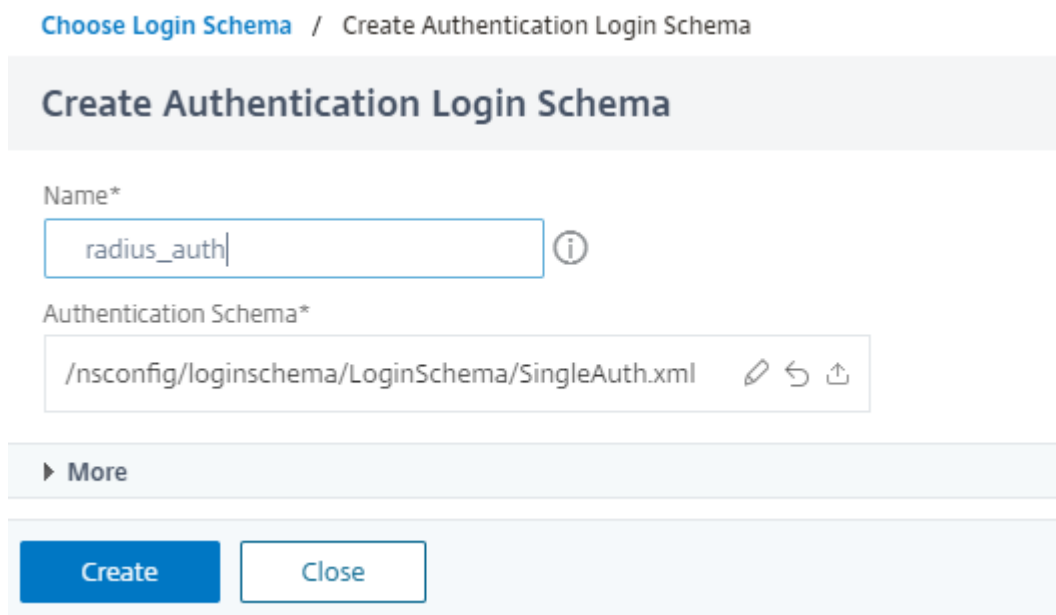 Choose Login Schema / Create Authentication Login Schema
Create Authentication Login Schema
Name*
radius_auth
Authentication Schema*
/nsconfig/loginschema/LoginSchema/SingleAuth.xml
More
Create Close